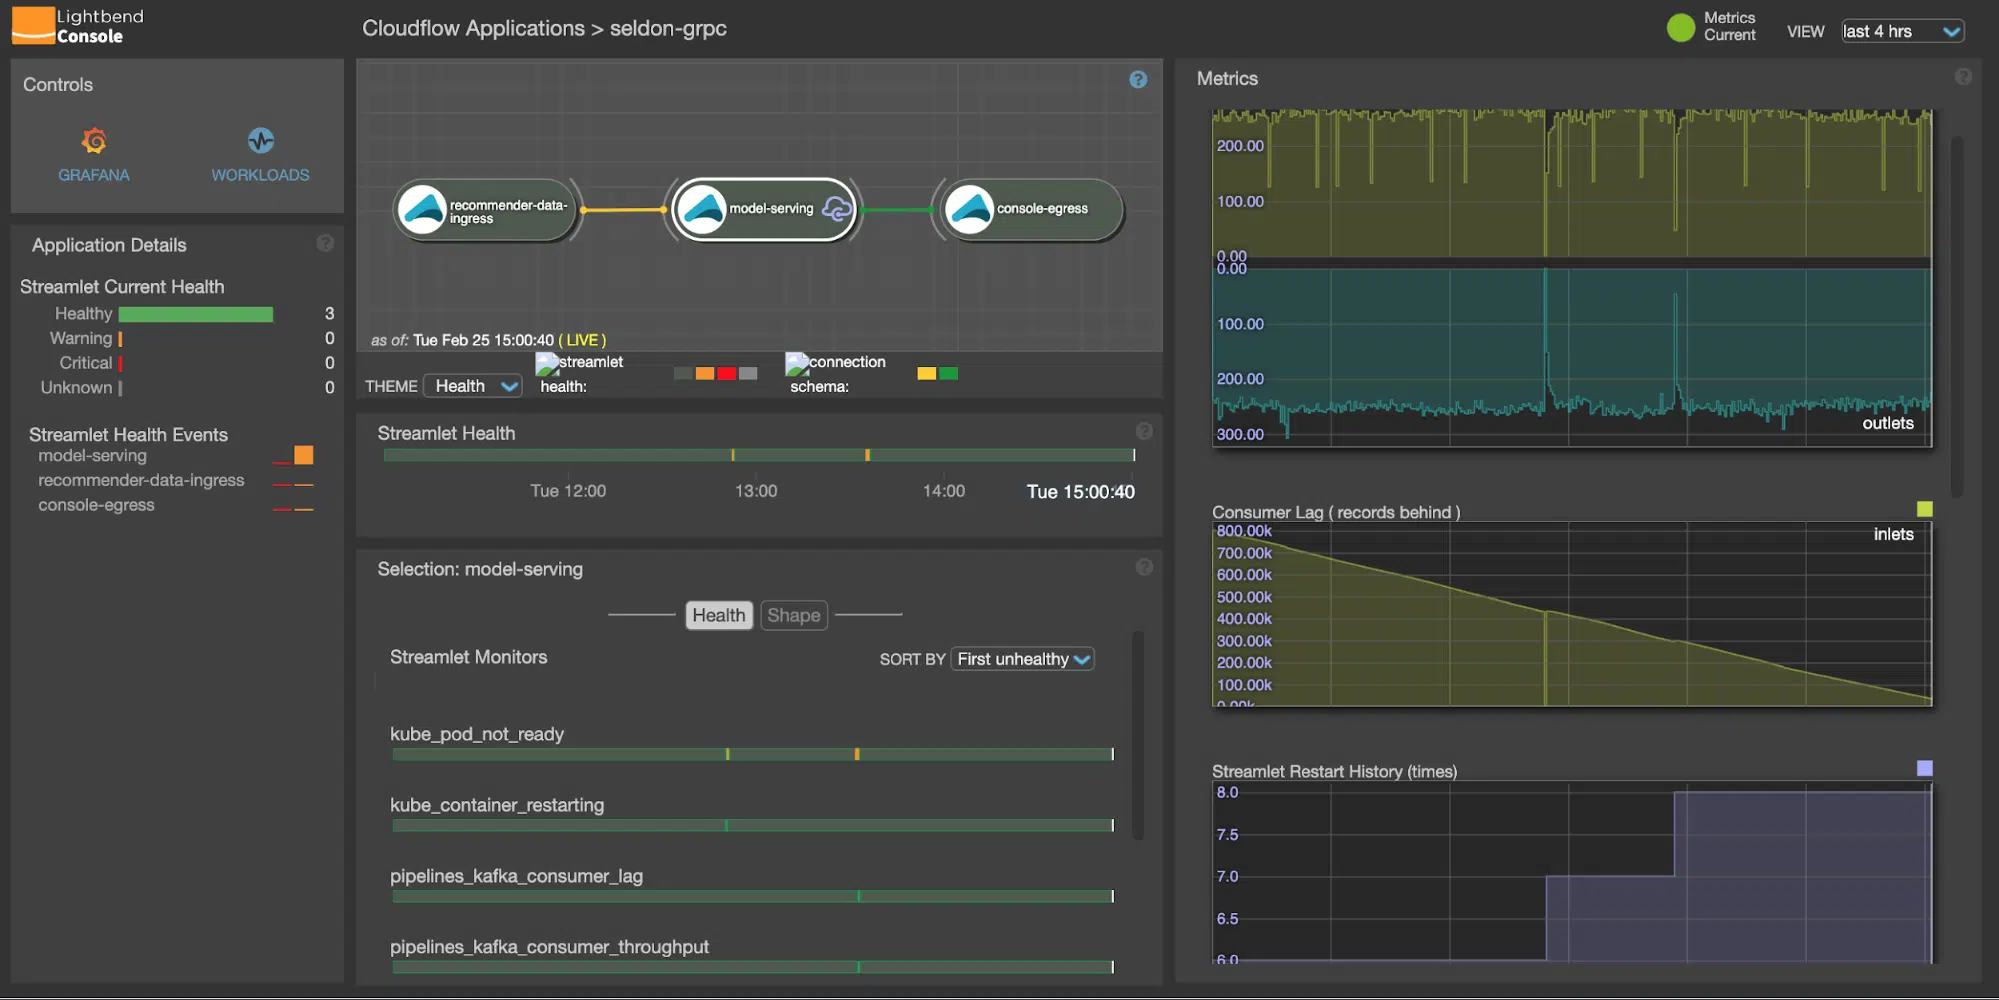 Lightbend
Console
Cloudflow Applications > seldon-grpc
Metrics
Current
VIEW
last 4 hrs
Controls
GRAFANA
WORKLOADS
Application Details
?
Streamlet Current Health
Healthy 3
Warning 0
Critical 0
Unknown 0
Streamlet Health Events
model-serving
recommender-data-ingress
console-egress
?
recommender-data-
ingress
model-serving
console-egress
as of: Tue Feb 25 15:00:40 ( LIVE )
THEME
Health
streamlet
health:
connection
schema:
Streamlet Health
?
Tue 12:00
13:00
14:00
Tue 15:00:40
Selection: model-serving
?
Health
Shape
Streamlet Monitors
SORT BY
First unhealthy
kube_pod_not_ready
kube_container_restarting
pipelines_kafka_consumer_lag
pipelines_kafka_consumer_throughput
Metrics
?
200.00
100.00
0.00
0.00
100.00
200.00
300.00
outlets
Consumer Lag ( records behind )
inlets
800.00k
700.00k
600.00k
500.00k
400.00k
300.00k
200.00k
100.00k
0.00k
Streamlet Restart History (times)
8.0
7.5
7.0
6.5
6.0